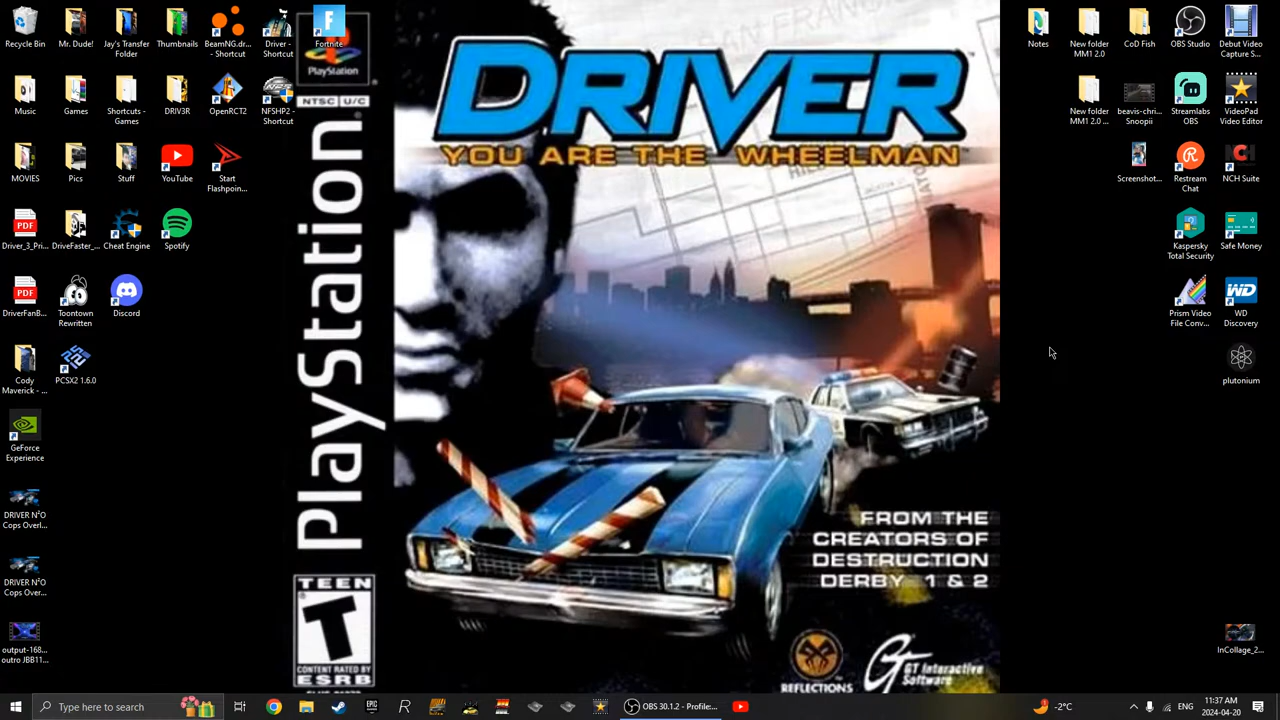 Recycle Bin
Mr. Dude!
Jay's Transfer
Folder
Thumbnails
BeamNG.dr...
- Shortcut
Driver -
Shortcut
Fortnite
Music
Games
Shortcuts -
Games
DRIV3R
OpenRCT2
NFSHP2 -
Shortcut
MOVIES
Pics
Stuff
YouTube
Start
Flashpoin...
PDF
Driver_3_Pri...
DriveFaster_...
Cheat Engine
Spotify
PDF
DriverFanB...
Toontown
Rewritten
Discord
Cody
Maverick - ...
PCSX2 1.6.0
GeForce
Experience
DRIVER N²O
Cops Overl...
DRIVER N²O
Cops Over...
output-168...
outro JBB11...
PlayStation
NTSC U/C
PlayStation
TEEN
T
CONTENT RATED BY
ESRB
DRIVER
YOU ARE THE WHEELMAN
FROM THE
CREATORS OF
DESTRUCTION
DERBY 1 & 2
REFLECTIONS
GT Interactive
Software
Notes
New folder
MM1 2.0
CoD Fish
OBS Studio
Debut Video
Capture S...
New folder
MM1 2.0 ...
beavis-chri...
Snoopii
Streamlabs
OBS
VideoPad
Video Editor
Screenshot...
Restream
Chat
NCH
NCH Suite
Kaspersky
Total Security
Safe Money
Prism Video
File Conv...
WD
WD
Discovery
plutonium
InCollage_2...
Type here to search
EPIC
OBS 30.1.2 - Profile:...
-2°C
ENG
11:37 AM
2024-04-20